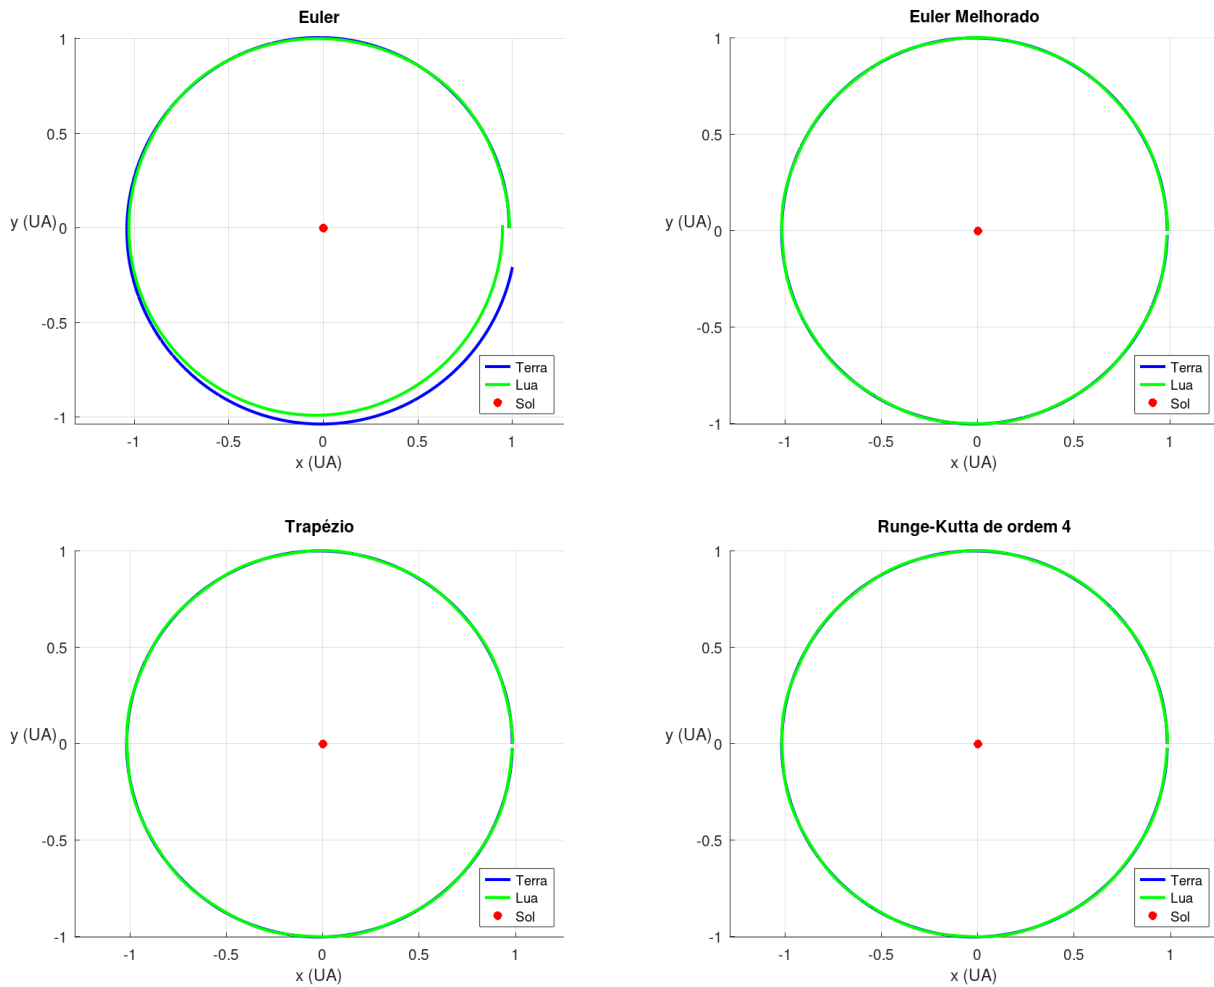 Euler
1
0.5
y (UA)
0
-0.5
-1
-1
-0.5
0
0.5
1
x (UA)
Terra
Lua
Sol
Euler Melhorado
1
0.5
y (UA)
0
-0.5
-1
-1
-0.5
0
0.5
1
x (UA)
Terra
Lua
Sol
Trapézio
1
0.5
y (UA)
0
-0.5
-1
-1
-0.5
0
0.5
1
x (UA)
Terra
Lua
Sol
Runge-Kutta de ordem 4
1
0.5
y (UA)
0
-0.5
-1
-1
-0.5
0
0.5
1
x (UA)
Terra
Lua
Sol